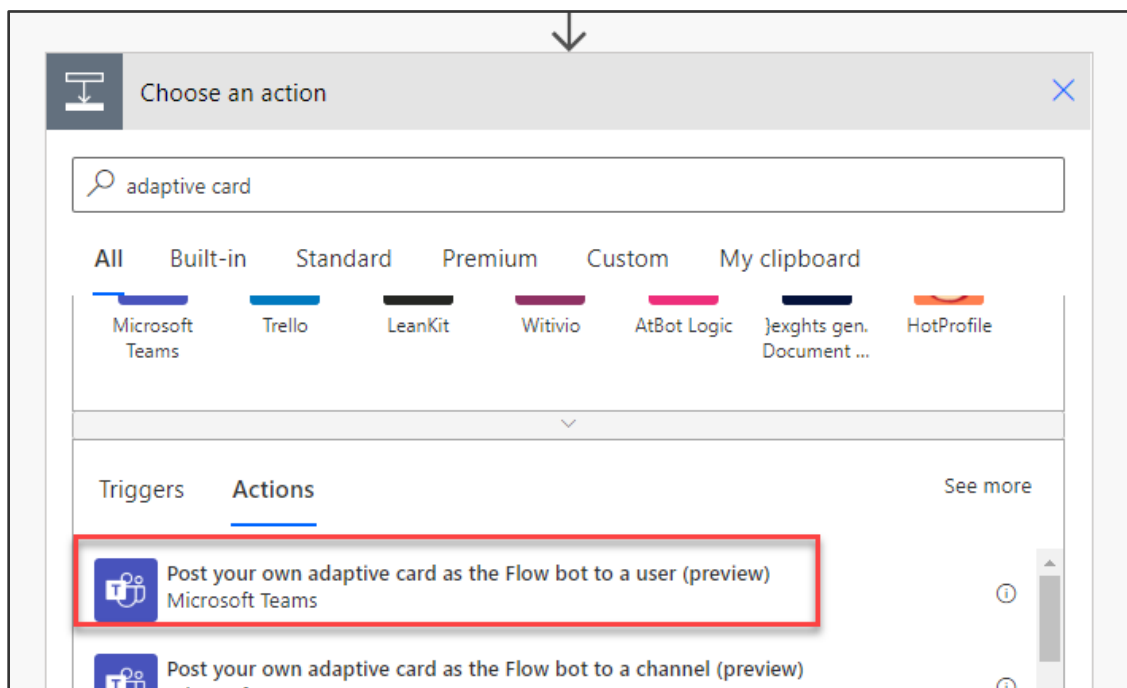 Choose an action
adaptive card
All Built-in Standard Premium Custom My clipboard
Microsoft Teams
Trello
LeanKit
Witivio
AtBot Logic
}exghts gen. Document ...
HotProfile
Triggers Actions See more
Post your own adaptive card as the Flow bot to a user (preview)
Microsoft Teams
Post your own adaptive card as the Flow bot to a channel (preview)